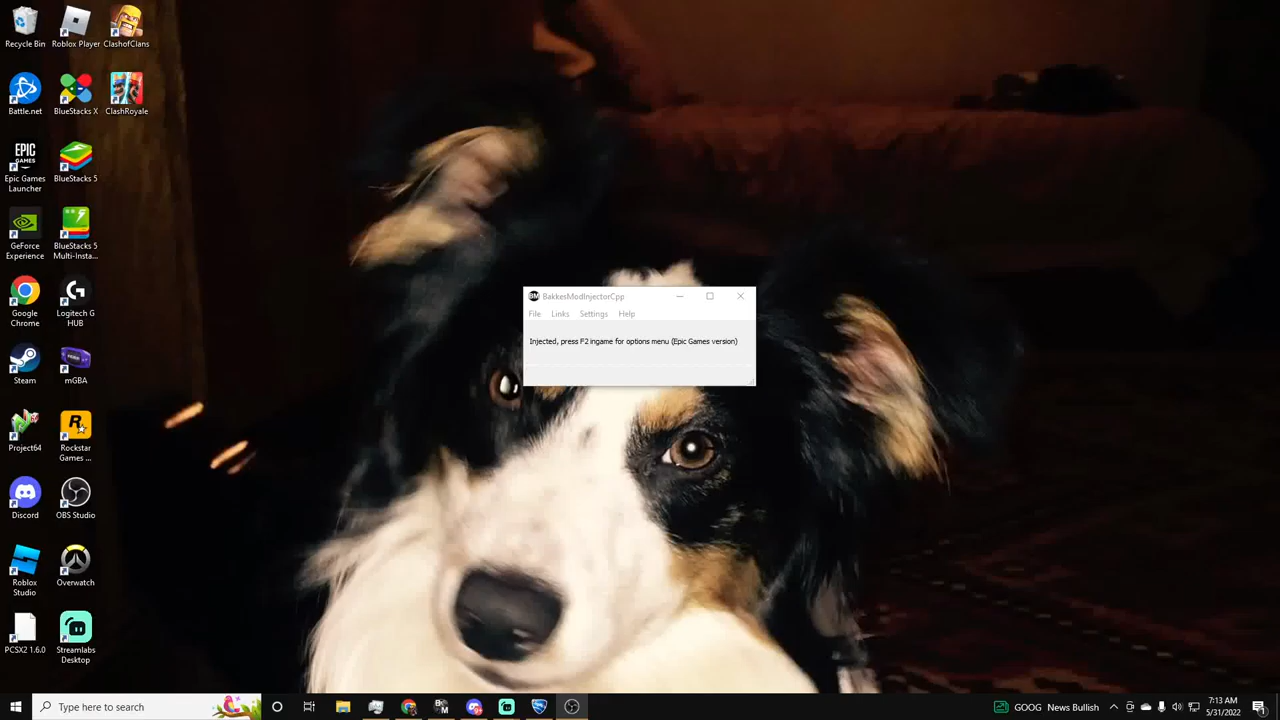 Recycle Bin
Roblox Player
ClashofClans
Battle.net
BlueStacks X
ClashRoyale
EPIC
GAMES
Epic Games
Launcher
BlueStacks 5
GeForce
Experience
BlueStacks 5
Multi-Insta...
Google
Chrome
Logitech G
HUB
Steam
mGBA
Project64
Rockstar
Games ...
Discord
OBS Studio
Roblox
Studio
Overwatch
PCSX2 1.6.0
Streamlabs
Desktop
BM BakkesModInjectorCpp
File Links Settings Help
Injected, press F2 ingame for options menu (Epic Games version)
Type here to search
GOOG News Bullish
7:13 AM
5/31/2022